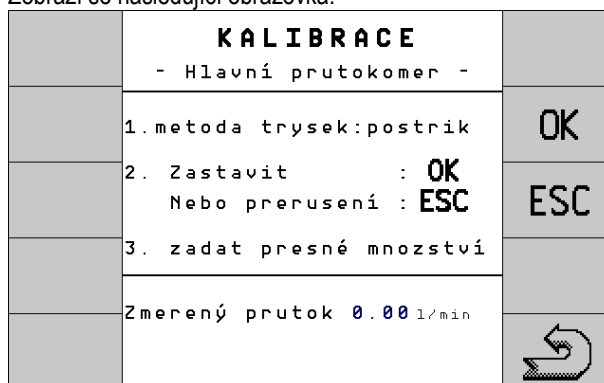 Zobrazí se následující obrazovka:
KALIBRACE
- Hlavní prutokomer -
1.metoda trysek:postrik
OK
2. Zastavit : OK
Nebo prerusení : ESC
ESC
3. zadat presné mnozství
Zmerený prutok 0.00 l/min